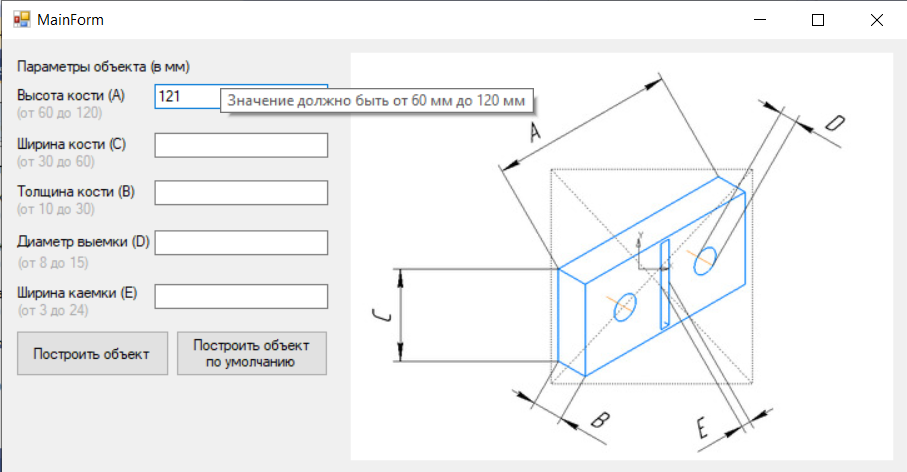 MainForm
Параметры объекта (в мм)
Высота кости (A)
121
(от 60 до 120)
Значение должно быть от 60 мм до 120 мм
Ширина кости (C)
(от 30 до 60)
Толщина кости (B)
(от 10 до 30)
Диаметр выемки (D)
(от 8 до 15)
Ширина каемки (E)
(от 3 до 24)
Построить объект
Построить объект
по умолчанию
A
D
Y
C
B
E